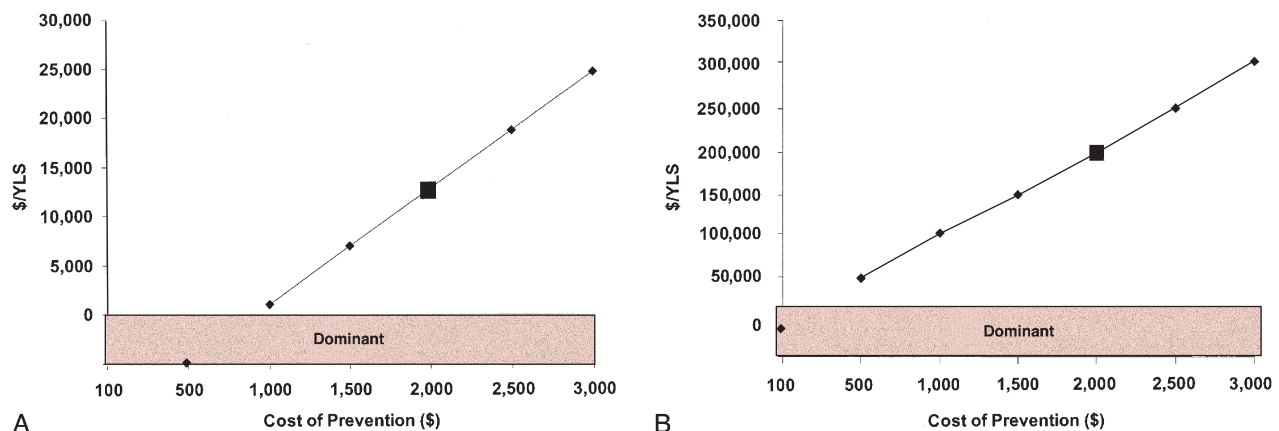 30,000
25,000
20,000
15,000
10,000
5,000
0
$/YLS
Dominant
100 500 1,000 1,500 2,000 2,500 3,000
Cost of Prevention ($)
A
350,000
300,000
250,000
200,000
150,000
100,000
50,000
0
$/YLS
Dominant
100 500 1,000 1,500 2,000 2,500 3,000
Cost of Prevention ($)
B